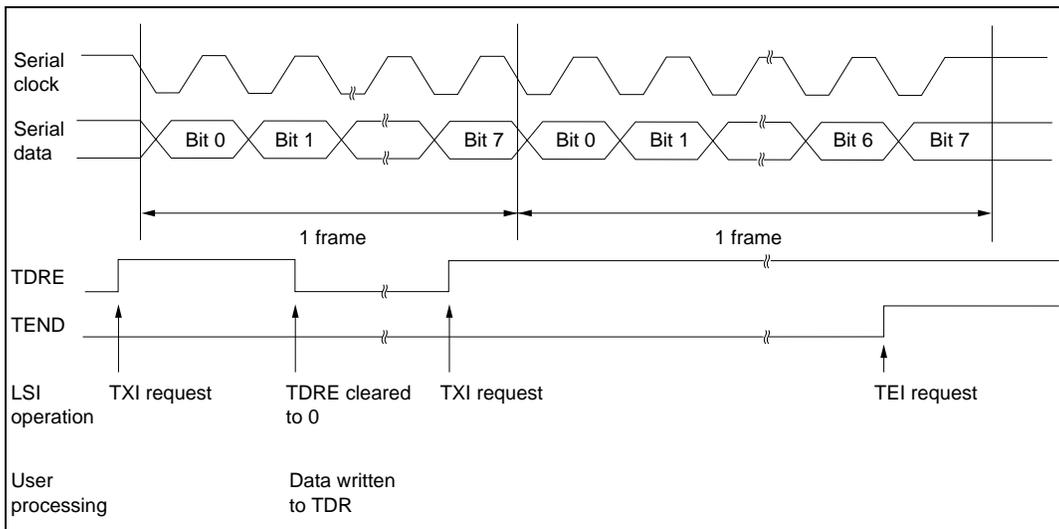 Serial
clock
Serial
data
Bit 0 Bit 1 Bit 7 Bit 0 Bit 1 Bit 6 Bit 7
1 frame 1 frame
TDRE
TEND
LSI
operation
TXI request
TDRE cleared
to 0
TXI request
TEI request
User
processing
Data written
to TDR